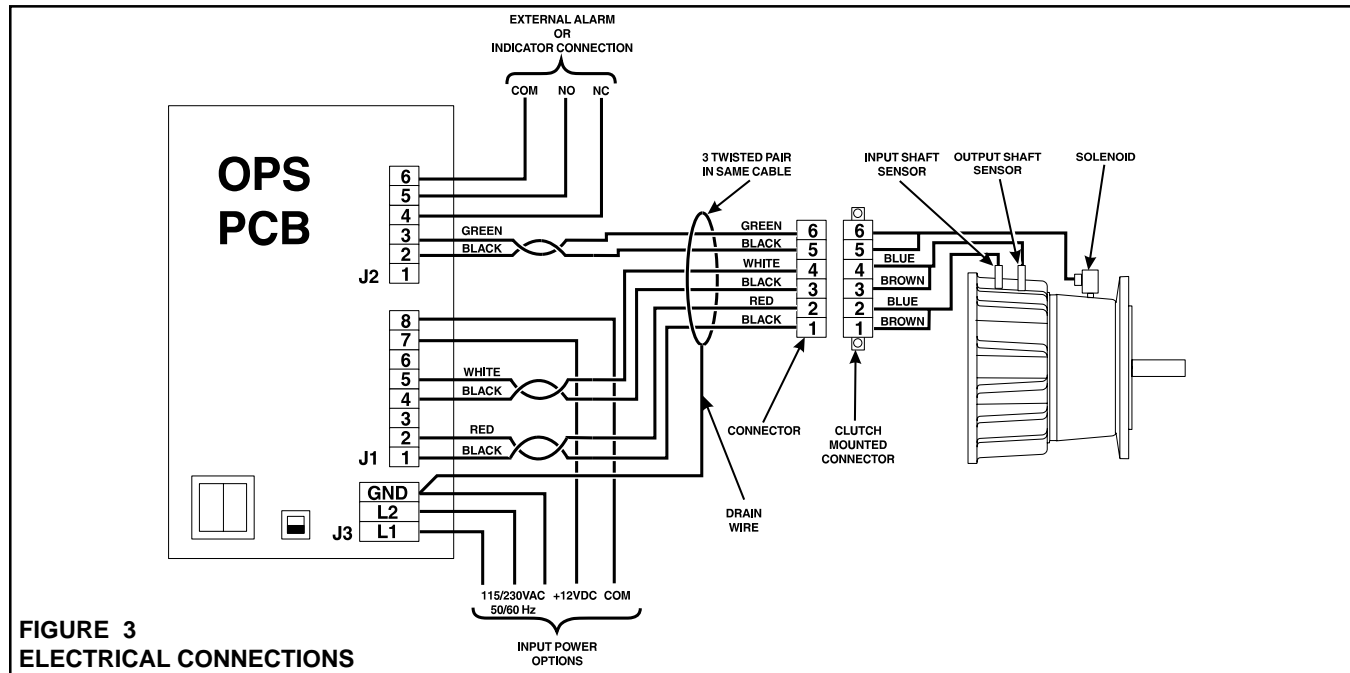 EXTERNAL ALARM
OR
INDICATOR CONNECTION
COM NO NC
OPS
PCB
6
5
4
3
2
1
J2
GREEN
BLACK
8
7
6
5
4
3
2
1
J1
WHITE
BLACK
RED
BLACK
GND
L2
L1
J3
115/230VAC
50/60 Hz
+12VDC COM
INPUT POWER
OPTIONS
3 TWISTED PAIR
IN SAME CABLE
GREEN
BLACK
WHITE
BLACK
RED
BLACK
6
5
4
3
2
1
CONNECTOR
DRAIN
WIRE
6
5
4
3
2
1
BLUE
BROWN
BLUE
BROWN
CLUTCH
MOUNTED
CONNECTOR
INPUT SHAFT
SENSOR
OUTPUT SHAFT
SENSOR
SOLENOID
FIGURE 3
ELECTRICAL CONNECTIONS